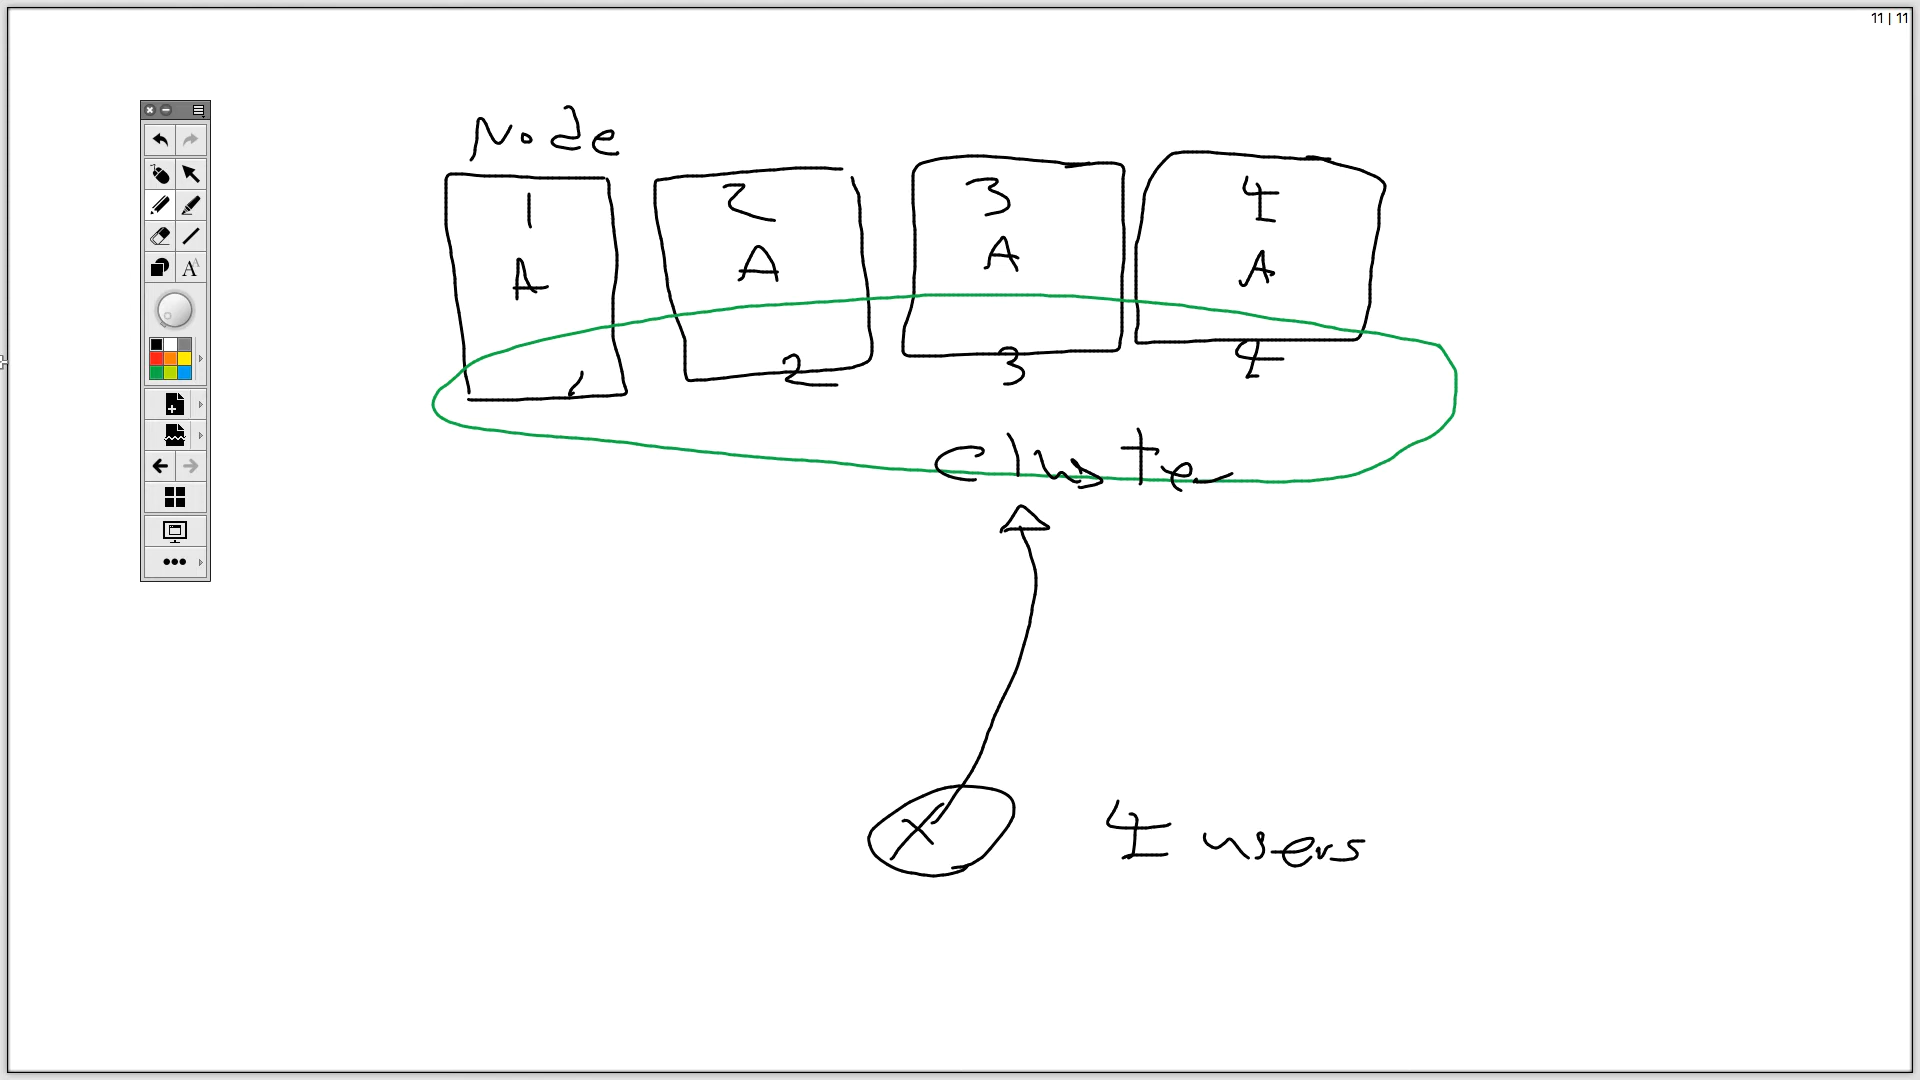 11 | 11
Node
1 2 3 4
A A A A
1 2 3 4
cluster
X 4 users